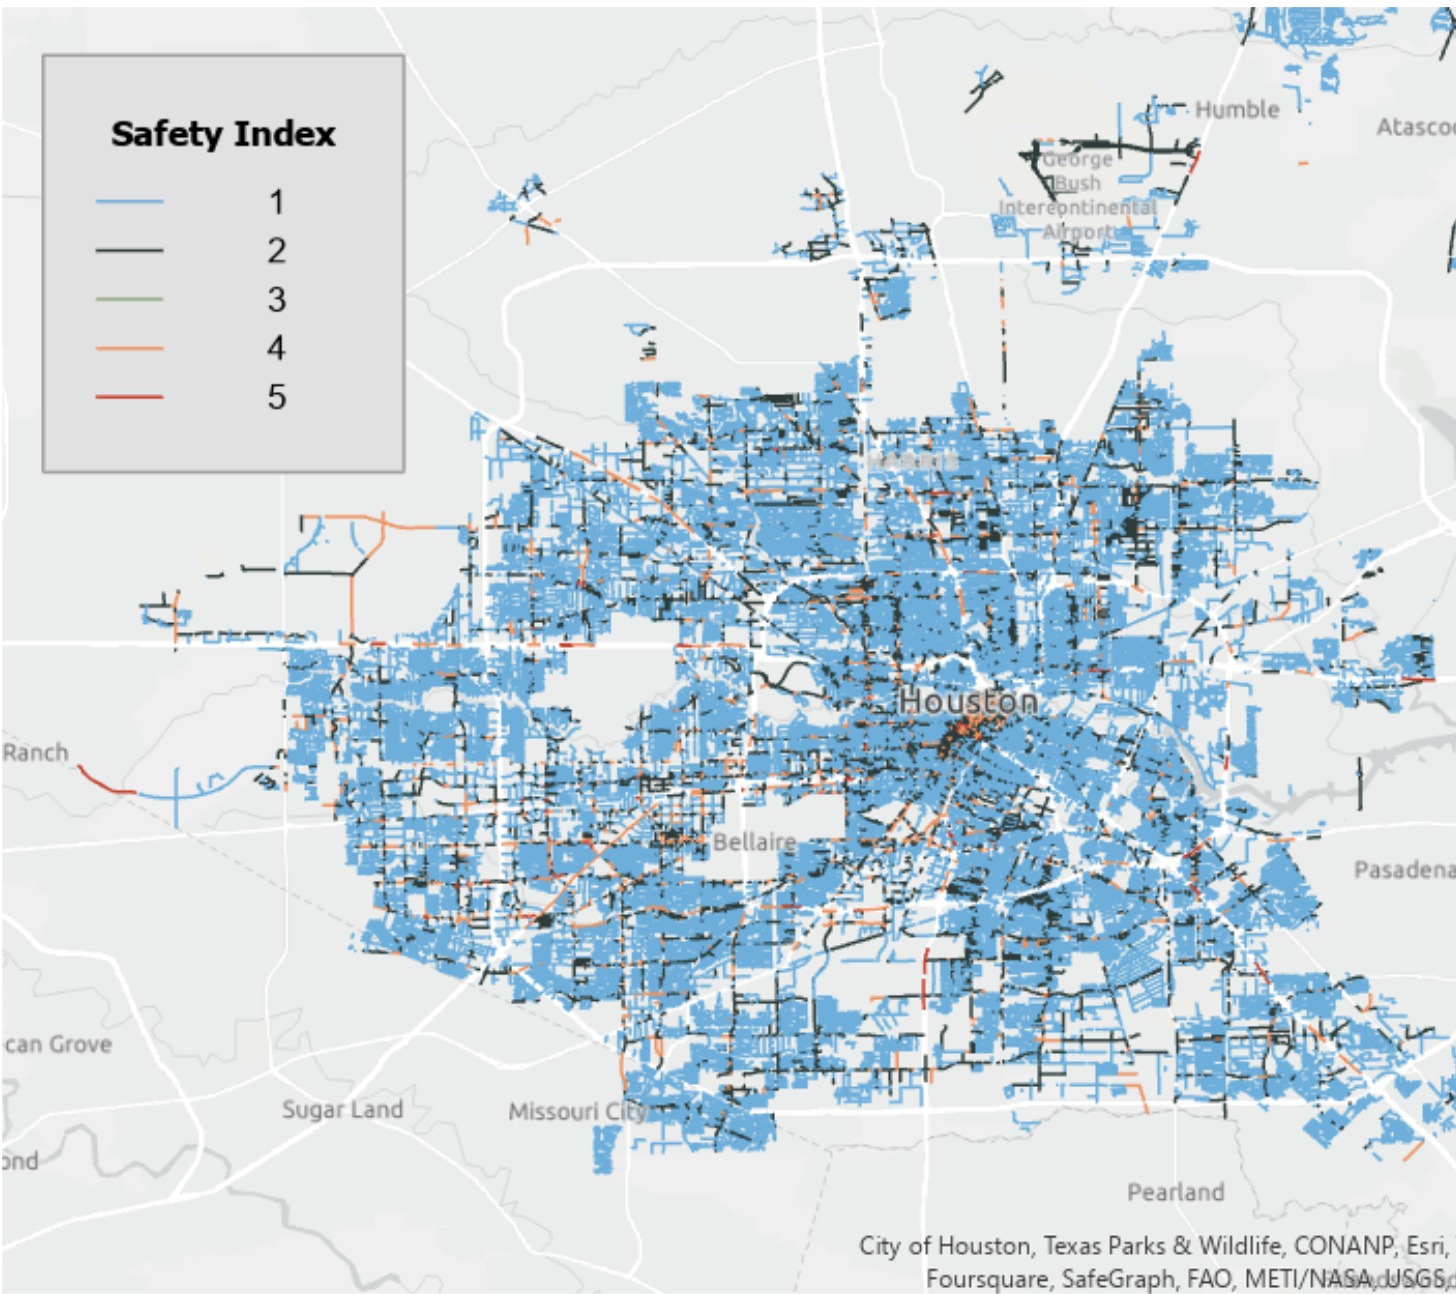 Safety Index
1
2
3
4
5
Humble
Atascoc
George
Bush
Intercontinental
Airport
HARRIS
Houston
Ranch
Bellaire
Pasadena
can Grove
Sugar Land
Missouri City
ond
Pearland
City of Houston, Texas Parks & Wildlife, CONANP, Esri,
Foursquare, SafeGraph, FAO, METI/NASA, USGS,